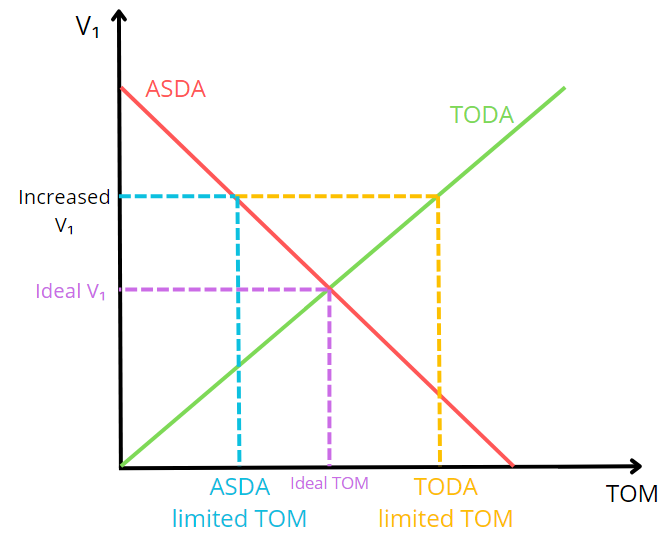 V₁
ASDA
TODA
Increased
V₁
Ideal V₁
ASDA
limited TOM
Ideal TOM
TODA
limited TOM
TOM